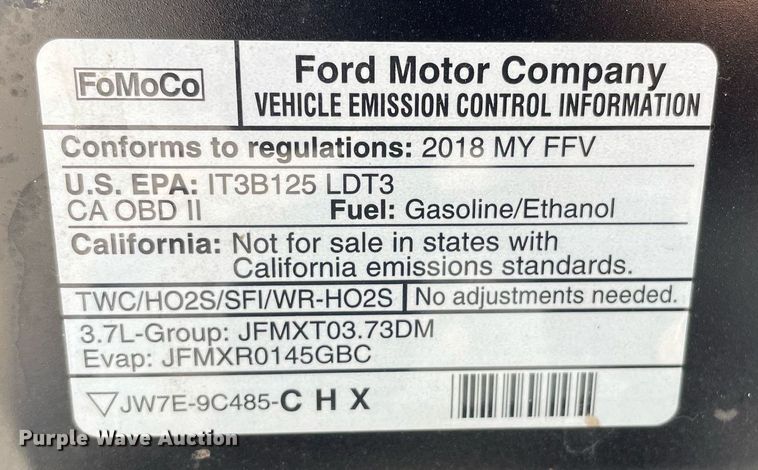 FoMoCo
Ford Motor Company
VEHICLE EMISSION CONTROL INFORMATION
Conforms to regulations: 2018 MY FFV
U.S. EPA: IT3B125 LDT3
CA OBD II Fuel: Gasoline/Ethanol
California: Not for sale in states with
California emissions standards.
TWC/HO2S/SFI/WR-HO2S No adjustments needed.
3.7L-Group: JFMXT03.73DM
Evap: JFMXR0145GBC
JW7E-9C485-C H X
Purple Wave Auction